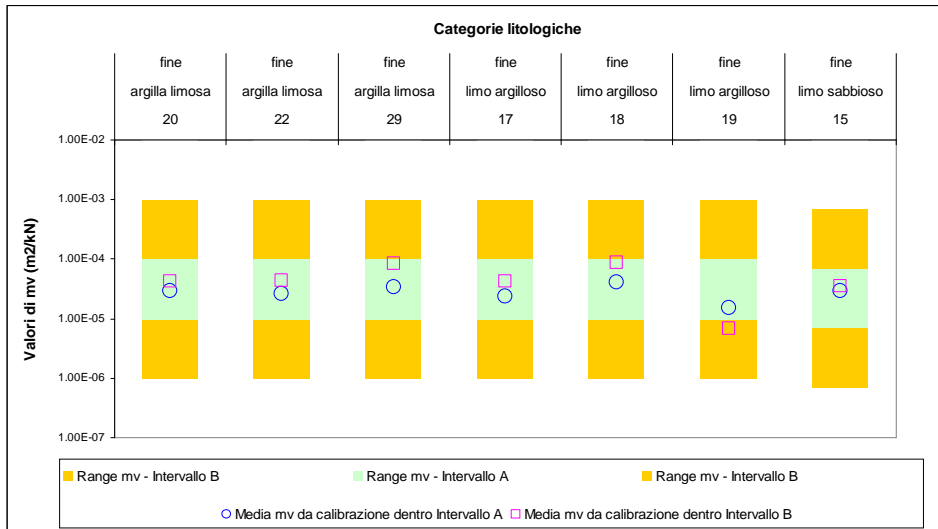 Categorie litologiche
fine fine fine fine fine fine fine
argilla limosa argilla limosa argilla limosa limo argilloso limo argilloso limo argilloso limo sabbioso
20 22 29 17 18 19 15
Valori di mv (m2/kN)
1.00E-02
1.00E-03
1.00E-04
1.00E-05
1.00E-06
1.00E-07
Range mv - Intervallo B Range mv - Intervallo A Range mv - Intervallo B
Media mv da calibrazione dentro Intervallo A Media mv da calibrazione dentro Intervallo B